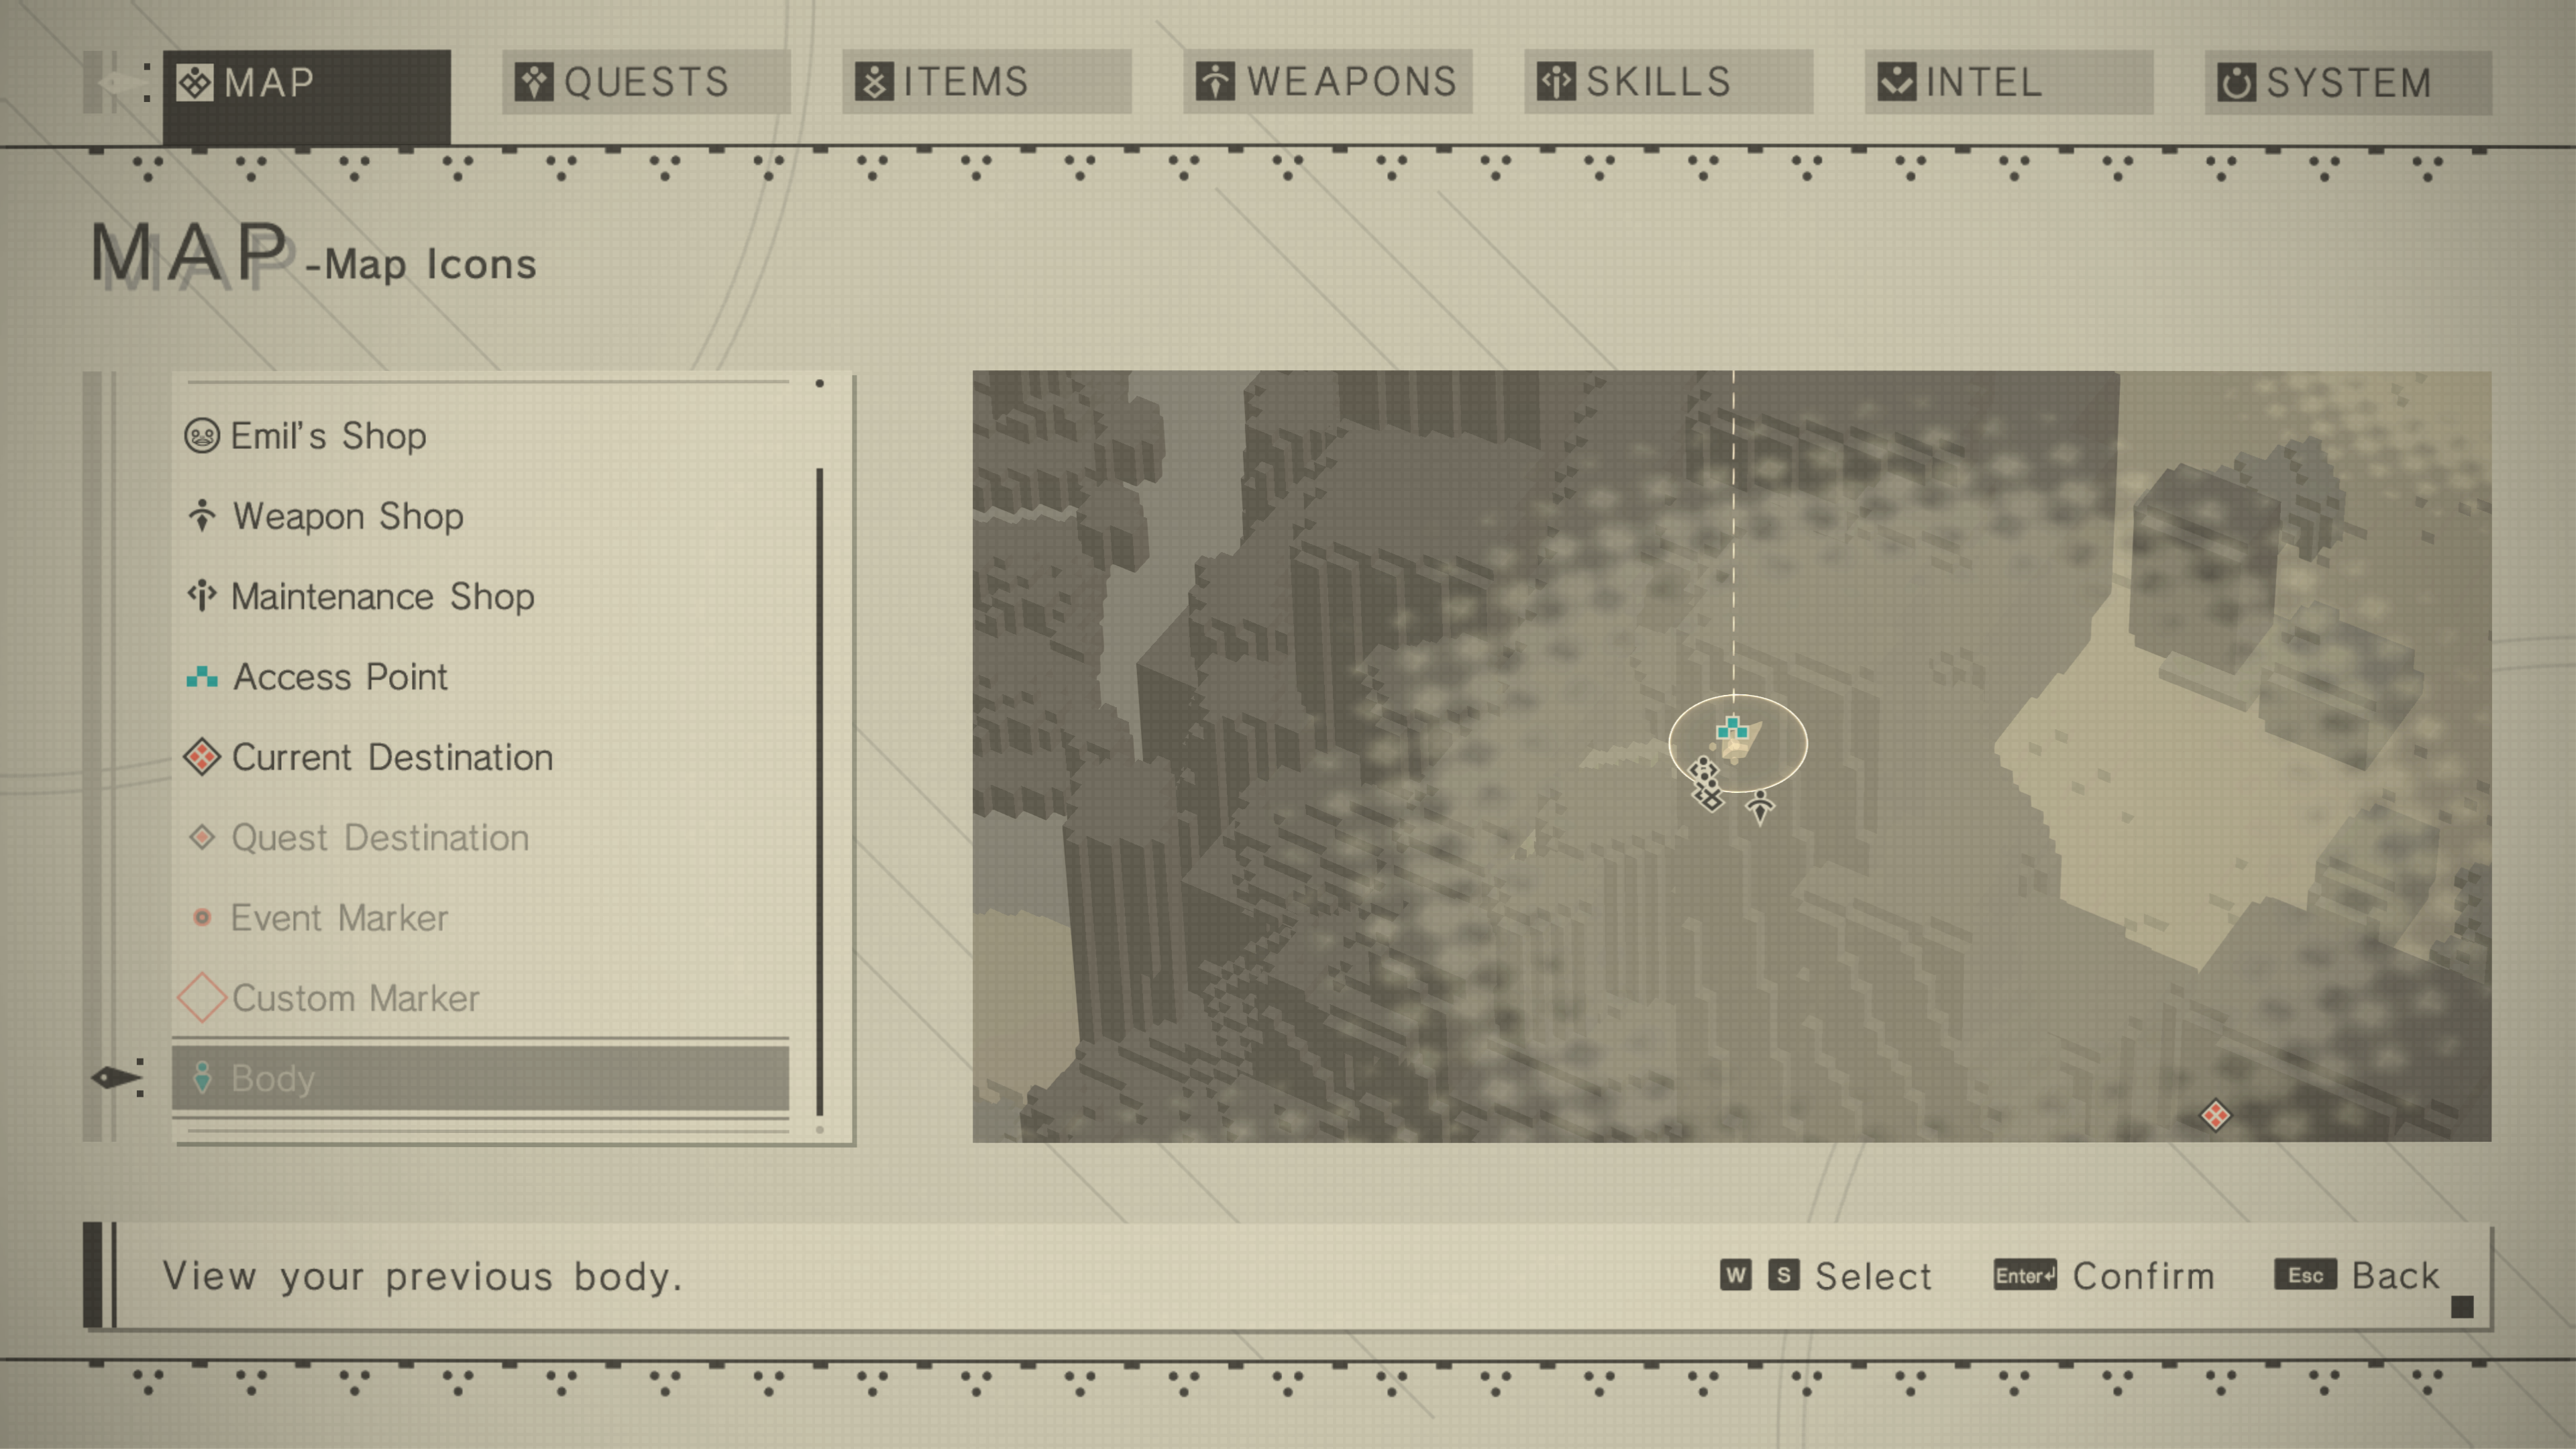 MAP
QUESTS
ITEMS
WEAPONS
SKILLS
INTEL
SYSTEM
MAP -Map Icons
Emil's Shop
Weapon Shop
Maintenance Shop
Access Point
Current Destination
Quest Destination
Event Marker
Custom Marker
Body
View your previous body.
W S Select Enter↵ Confirm Esc Back